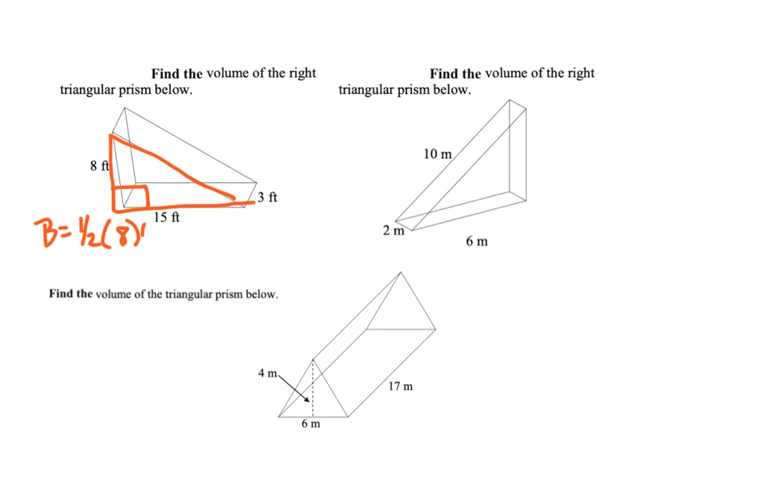 Find the volume of the right
triangular prism below.
8 ft
3 ft
15 ft
B = 1/2 ( 8 )
Find the volume of the right
triangular prism below.
10 m
2 m
6 m
Find the volume of the triangular prism below.
4 m
17 m
6 m